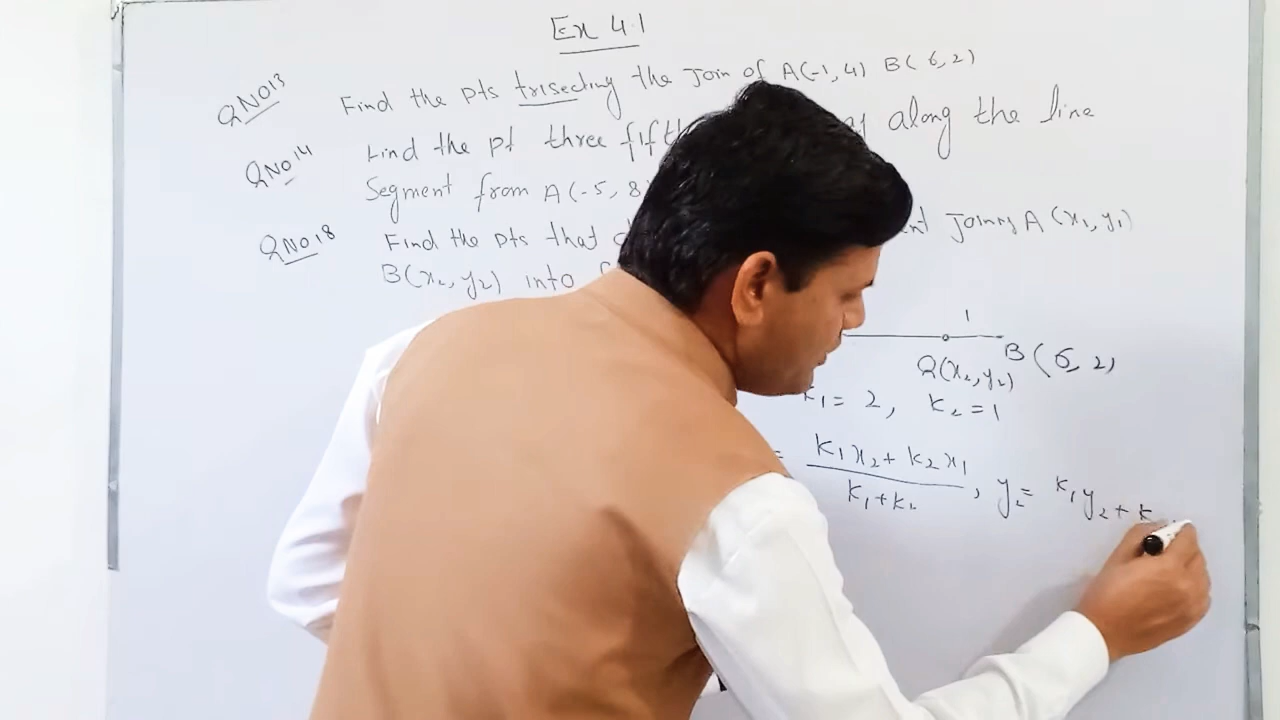 Ex 4.1
QNO13 Find the pts trisecting the join of A(-1, 4) B(6, 2)
QNO14 Find the pt three along the line
Segment from A(-5, 8
QNO18 Find the pts that joining A(x₁, y₁)
B(x₂, y₂) into
1
B(6, 2)
Q(x₂, y₂)
K₁ = 2, K₂ = 1
= K₁x₂ + K₂x₁ / K₁ + K₂ , y₂ = K₁y₂ + K